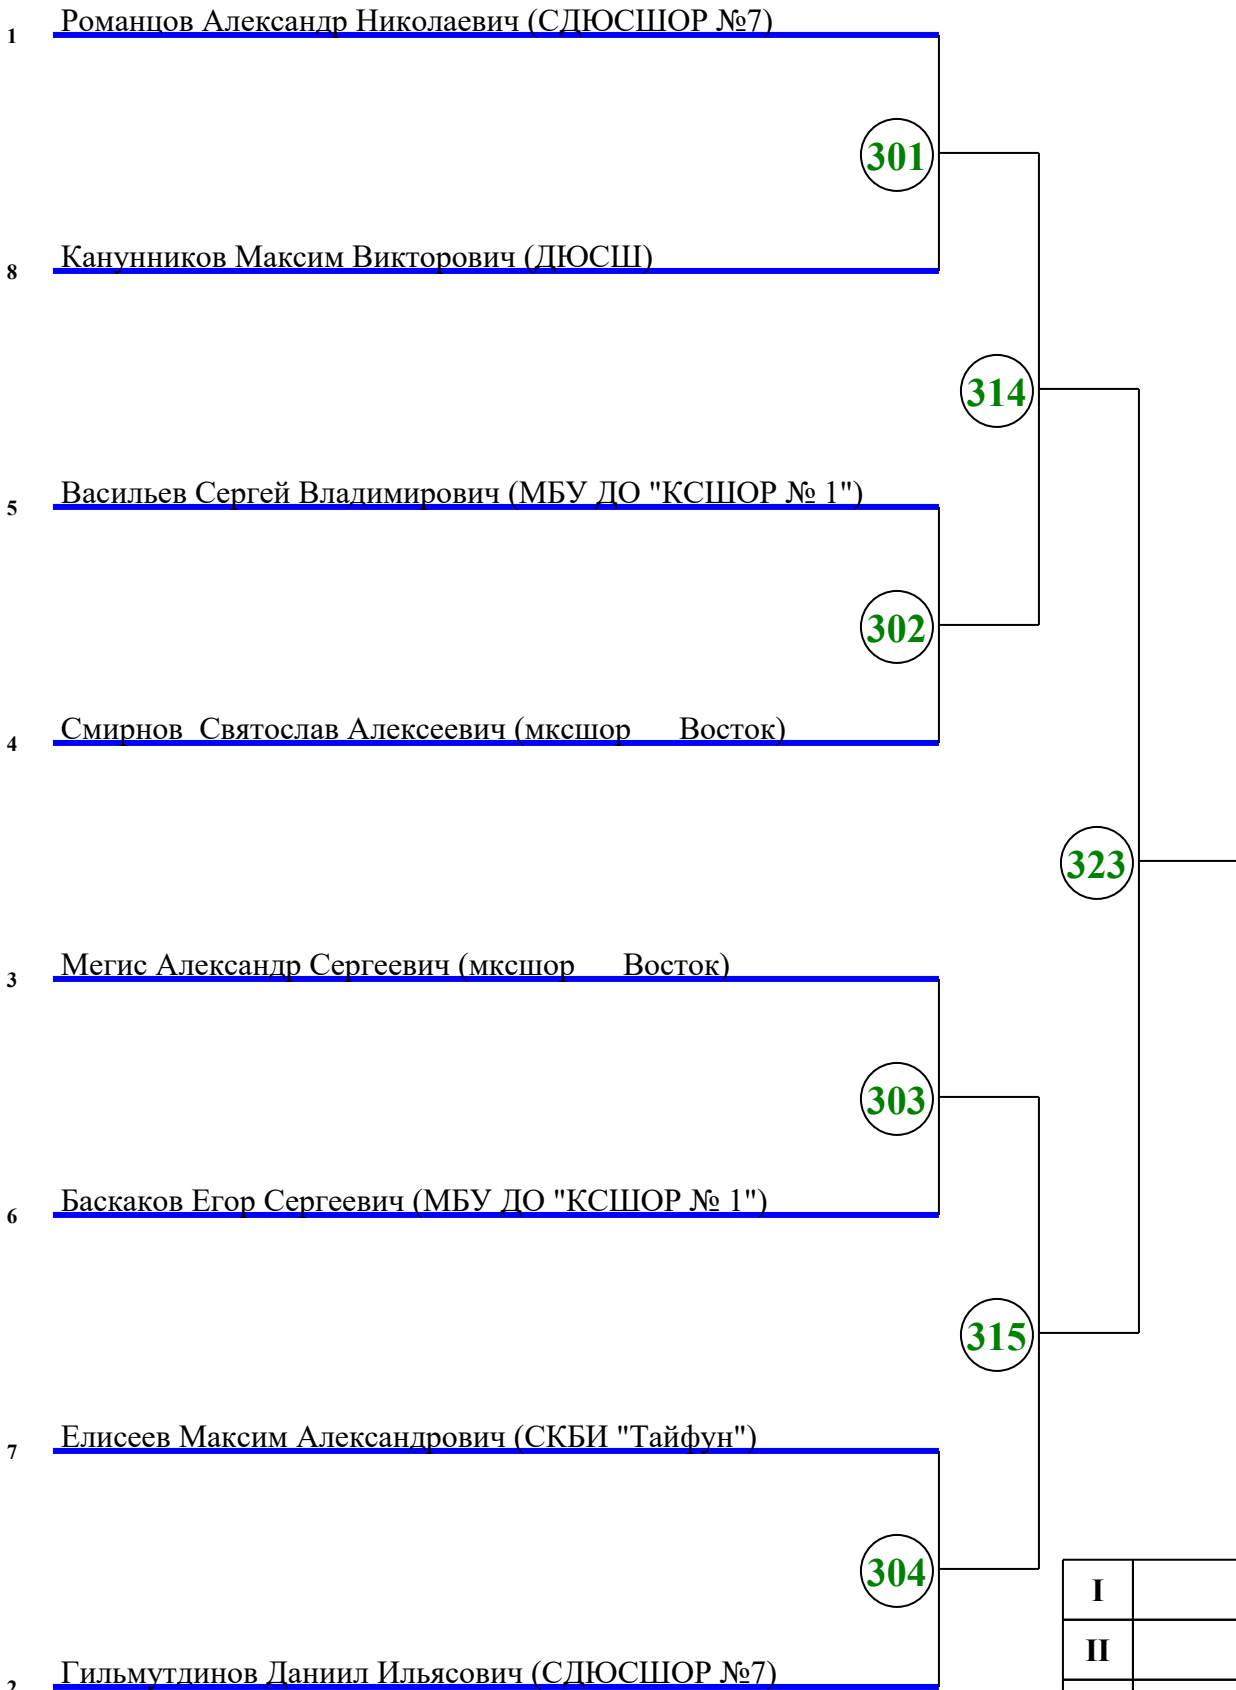 1 Романцов Александр Николаевич (СДЮСШОР №7)
301
8 Канунников Максим Викторович (ДЮСШ)
314
5 Васильев Сергей Владимирович (МБУ ДО "КСШОР № 1")
302
4 Смирнов Святослав Алексеевич (мксшор Восток)
323
3 Мегис Александр Сергеевич (мксшор Восток)
303
6 Баскаков Егор Сергеевич (МБУ ДО "КСШОР № 1")
315
7 Елисеев Максим Александрович (СКБИ "Тайфун")
304
I
II
2 Гильмутдинов Даниил Ильясович (СДЮСШОР №7)